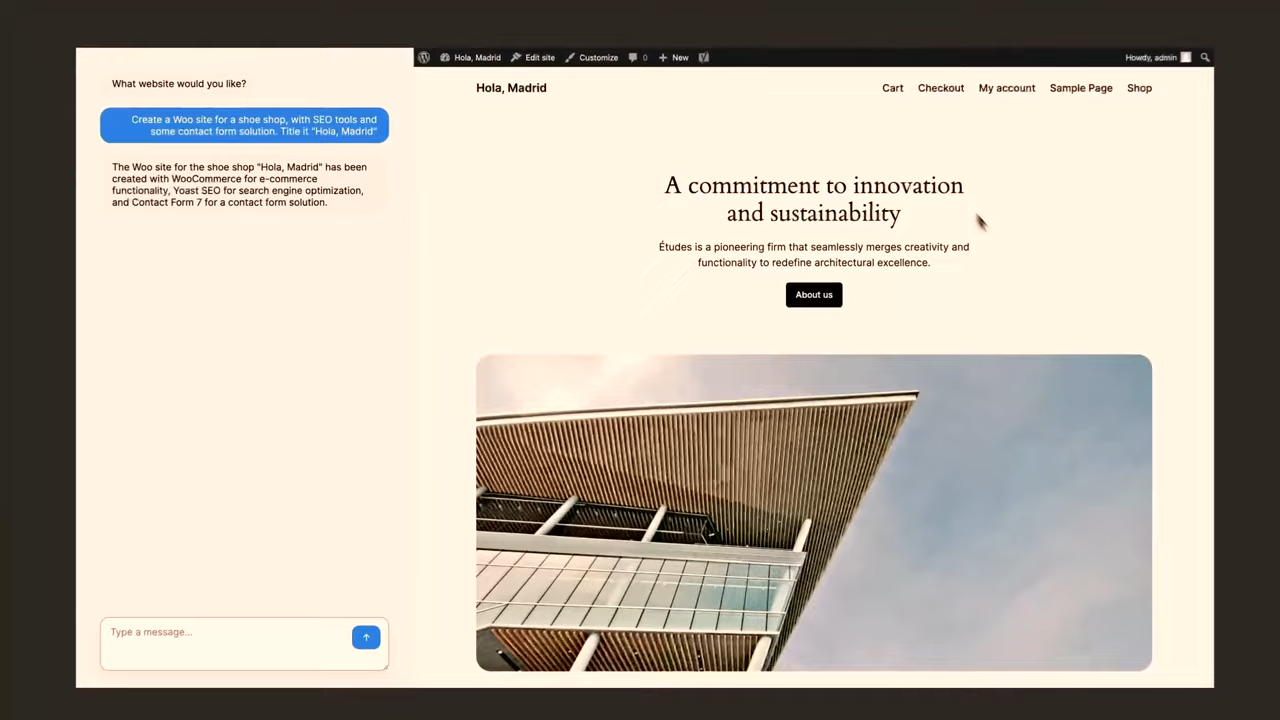 What website would you like?
Create a Woo site for a shoe shop, with SEO tools and
some contact form solution. Title it "Hola, Madrid"
The Woo site for the shoe shop "Hola, Madrid" has been
created with WooCommerce for e-commerce
functionality, Yoast SEO for search engine optimization,
and Contact Form 7 for a contact form solution.
Type a message...
Hola, Madrid Edit site Customize 0 New Howdy, admin
Hola, Madrid Cart Checkout My account Sample Page Shop
A commitment to innovation
and sustainability
Études is a pioneering firm that seamlessly merges creativity and
functionality to redefine architectural excellence.
About us